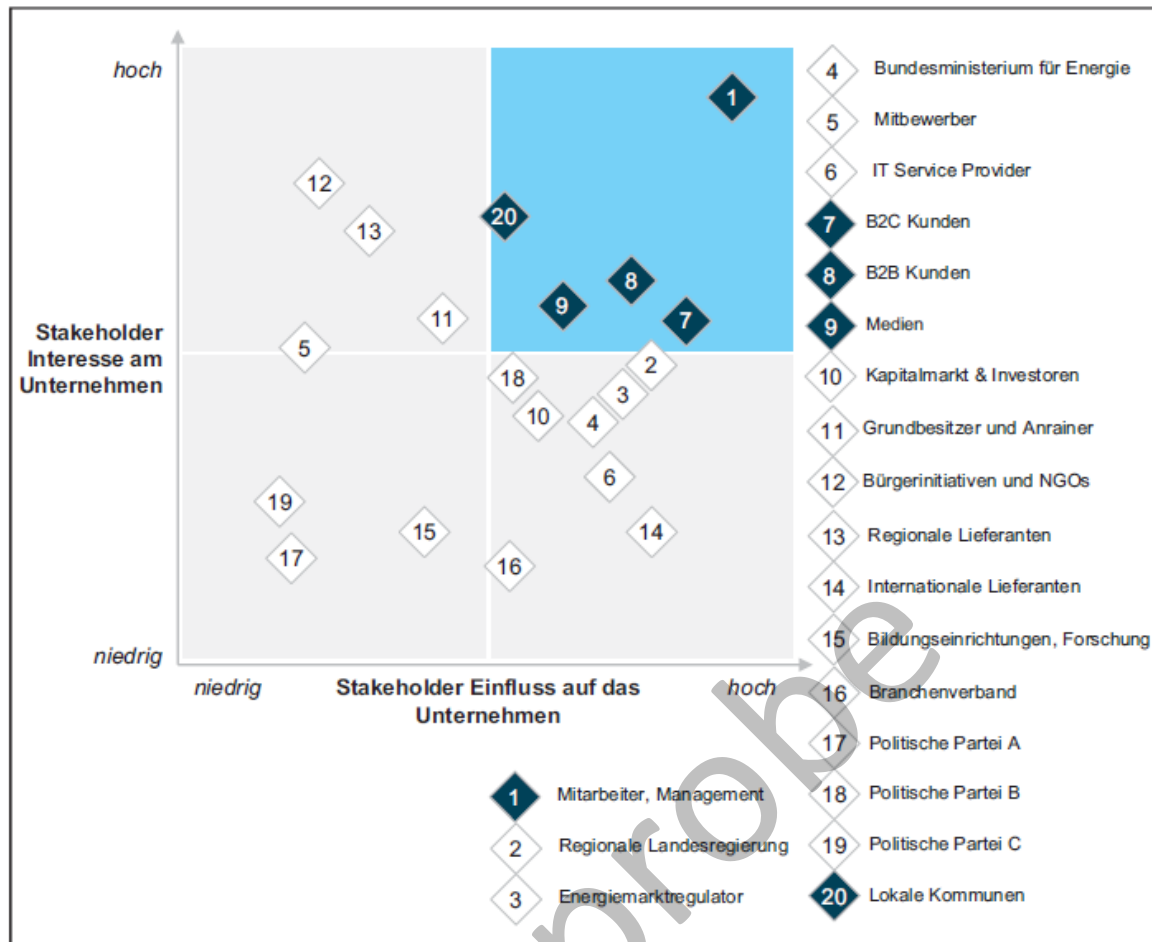 hoch
1
12
20
13
8
9
11
7
Stakeholder
Interesse am
Unternehmen
5
2
18
3
10
4
6
19
15
14
17
16
niedrig
niedrig
Stakeholder Einfluss auf das
Unternehmen
hoch
1 Mitarbeiter, Management
2 Regionale Landesregierung
3 Energiemarktregulator
4 Bundesministerium für Energie
5 Mitbewerber
6 IT Service Provider
7 B2C Kunden
8 B2B Kunden
9 Medien
10 Kapitalmarkt & Investoren
11 Grundbesitzer und Anrainer
12 Bürgerinitiativen und NGOs
13 Regionale Lieferanten
14 Internationale Lieferanten
15 Bildungseinrichtungen, Forschung
16 Branchenverband
17 Politische Partei A
18 Politische Partei B
19 Politische Partei C
20 Lokale Kommunen
probe